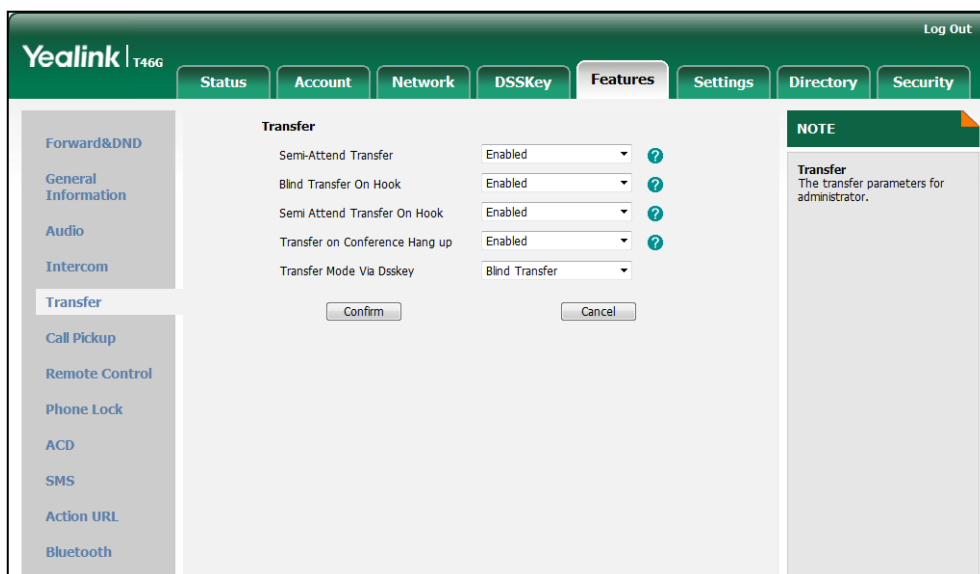 Log Out
Yealink | T46G
Status Account Network DSSKey Features Settings Directory Security
Forward&DND
General
Information
Audio
Intercom
Transfer
Call Pickup
Remote Control
Phone Lock
ACD
SMS
Action URL
Bluetooth
Transfer
Semi-Attend Transfer Enabled ?
Blind Transfer On Hook Enabled ?
Semi Attend Transfer On Hook Enabled ?
Transfer on Conference Hang up Enabled ?
Transfer Mode Via Dsskey Blind Transfer
Confirm Cancel
NOTE
Transfer
The transfer parameters for
administrator.